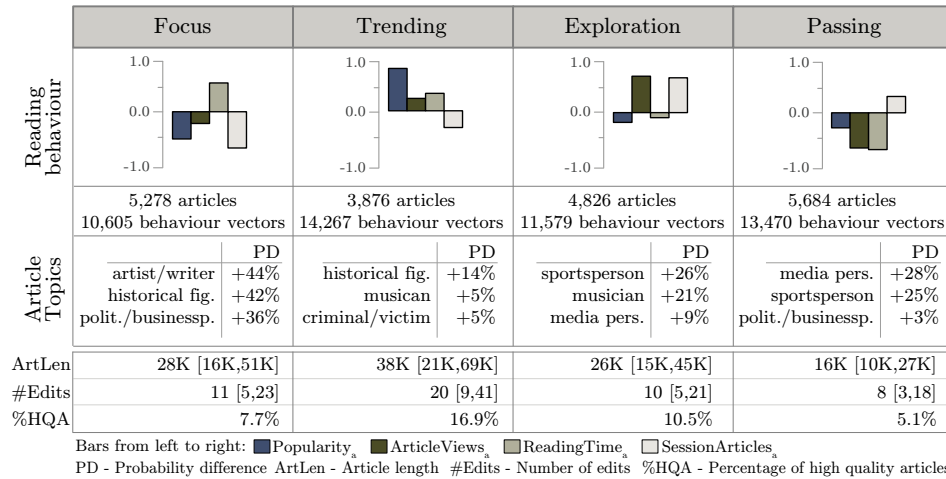 Focus Trending Exploration Passing
Reading behaviour
1.0 1.0 1.0 1.0
0.0 0.0 0.0 0.0
-1.0 -1.0 -1.0 -1.0
5,278 articles 3,876 articles 4,826 articles 5,684 articles
10,605 behaviour vectors 14,267 behaviour vectors 11,579 behaviour vectors 13,470 behaviour vectors
Article Topics
PD PD PD PD
artist/writer +44% historical fig. +14% sportsperson +26% media pers. +28%
historical fig. +42% musican +5% musician +21% sportsperson +25%
polit./businessp. +36% criminal/victim +5% media pers. +9% polit./businessp. +3%
ArtLen 28K [16K,51K] 38K [21K,69K] 26K [15K,45K] 16K [10K,27K]
#Edits 11 [5,23] 20 [9,41] 10 [5,21] 8 [3,18]
%HQA 7.7% 16.9% 10.5% 5.1%
Bars from left to right: Popularity_a ArticleViews_a ReadingTime_a SessionArticles_a
PD - Probability difference ArtLen - Article length #Edits - Number of edits %HQA - Percentage of high quality articles